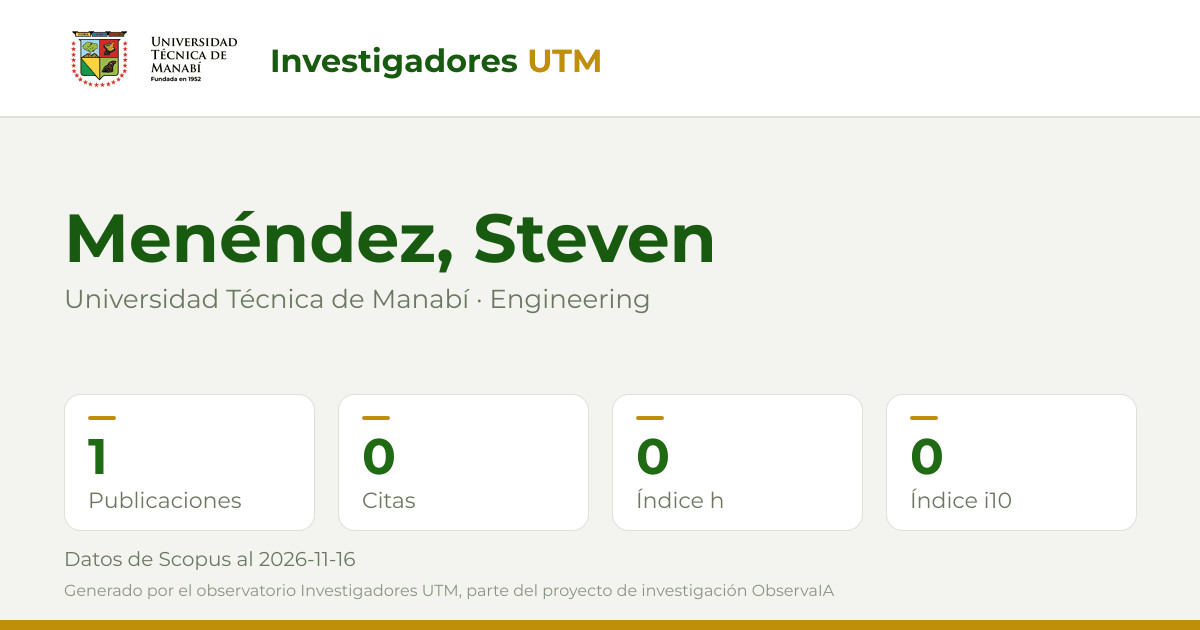 UNIVERSIDAD
TÉCNICA DE
MANABÍ
Fundada en 1952
Investigadores UTM
Menéndez, Steven
Universidad Técnica de Manabí · Engineering
1
Publicaciones
0
Citas
0
Índice h
0
Índice i10
Datos de Scopus al 2026-11-16
Generado por el observatorio Investigadores UTM, parte del proyecto de investigación ObservaIA